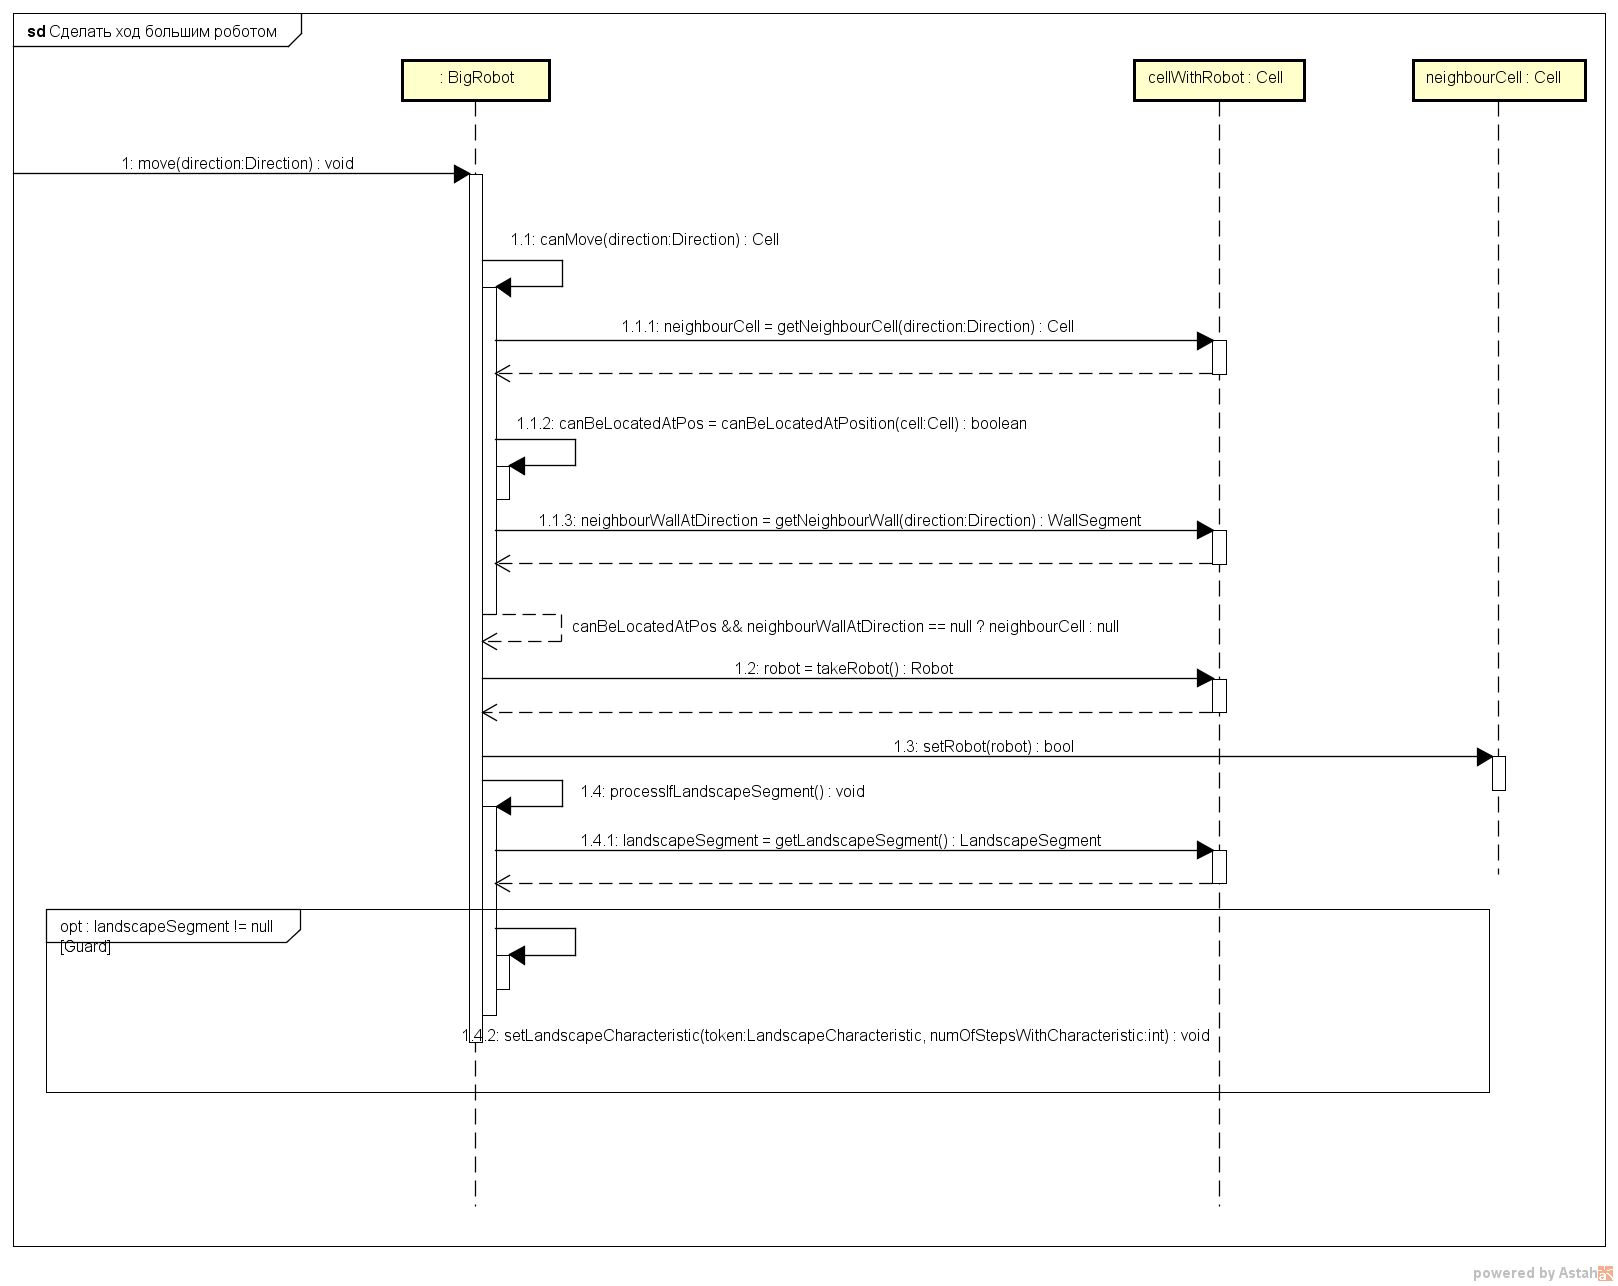 sd Сделать ход большим роботом
: BigRobot
cellWithRobot : Cell
neighbourCell : Cell
1: move(direction:Direction) : void
1.1: canMove(direction:Direction) : Cell
1.1.1: neighbourCell = getNeighbourCell(direction:Direction) : Cell
1.1.2: canBeLocatedAtPos = canBeLocatedAtPosition(cell:Cell) : boolean
1.1.3: neighbourWallAtDirection = getNeighbourWall(direction:Direction) : WallSegment
canBeLocatedAtPos && neighbourWallAtDirection == null ? neighbourCell : null
1.2: robot = takeRobot() : Robot
1.3: setRobot(robot) : bool
1.4: processIfLandscapeSegment() : void
1.4.1: landscapeSegment = getLandscapeSegment() : LandscapeSegment
opt : landscapeSegment != null
[Guard]
1.4.2: setLandscapeCharacteristic(token:LandscapeCharacteristic, numOfStepsWithCharacteristic:int) : void
powered by Astah